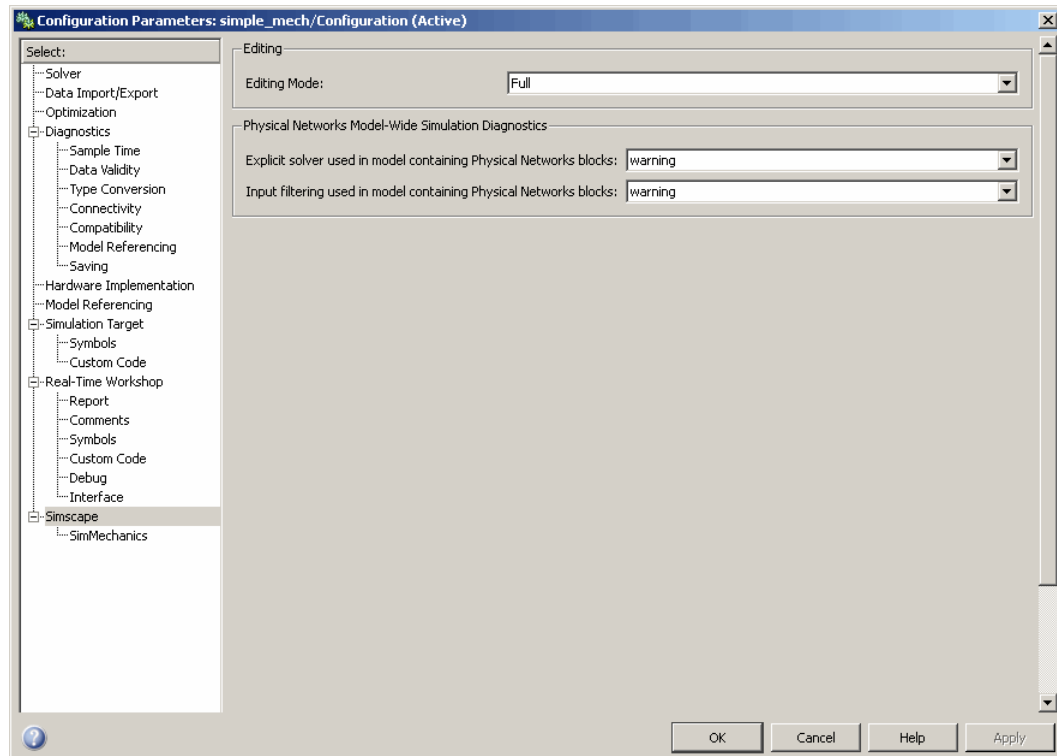 Configuration Parameters: simple_mech/Configuration (Active)
Select:
Solver
Data Import/Export
Optimization
Diagnostics
Sample Time
Data Validity
Type Conversion
Connectivity
Compatibility
Model Referencing
Saving
Hardware Implementation
Model Referencing
Simulation Target
Symbols
Custom Code
Real-Time Workshop
Report
Comments
Symbols
Custom Code
Debug
Interface
Simscape
SimMechanics
Editing
Editing Mode: Full
Physical Networks Model-Wide Simulation Diagnostics
Explicit solver used in model containing Physical Networks blocks: warning
Input filtering used in model containing Physical Networks blocks: warning
OK Cancel Help Apply